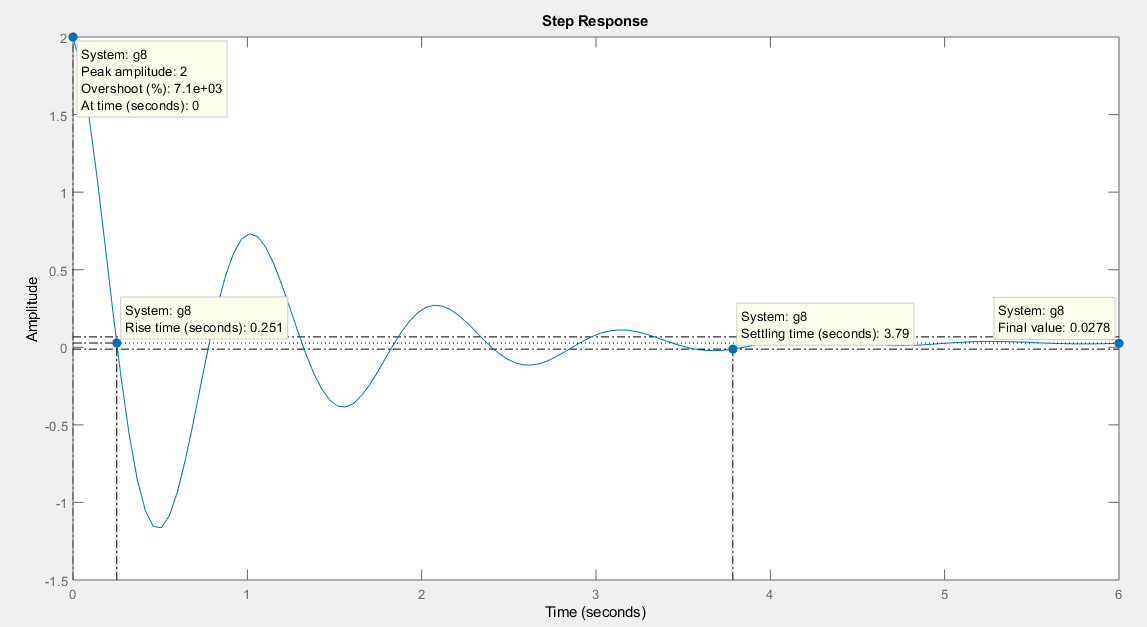 Step Response
2
System: g8
Peak amplitude: 2
Overshoot (%): 7.1e+03
At time (seconds): 0
1.5
1
0.5
System: g8
Rise time (seconds): 0.251
System: g8
Settling time (seconds): 3.79
System: g8
Final value: 0.0278
0
-0.5
-1
-1.5
Amplitude
0 1 2 3 4 5 6
Time (seconds)